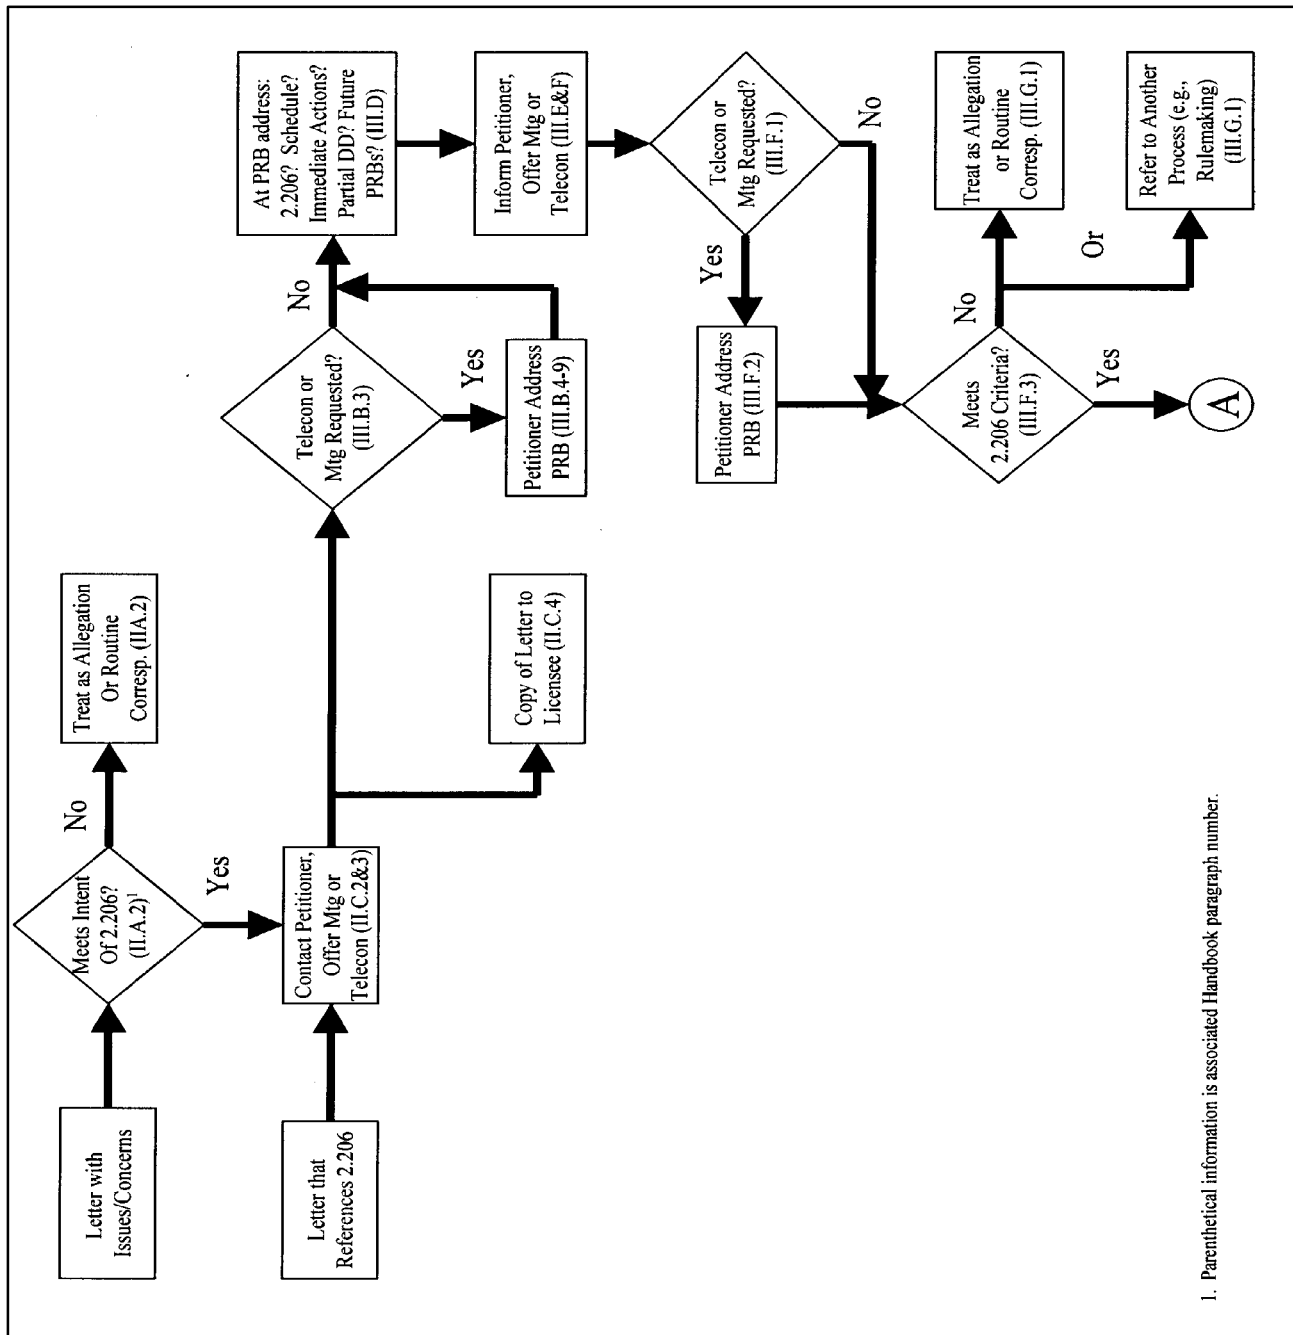 Letter with
Issues/Concerns
Meets Intent
Of 2.206?
(II.A.2)¹
No
Treat as Allegation
Or Routine
Corresp. (IIA.2)
Yes
Letter that
References 2.206
Contact Petitioner,
Offer Mtg or
Telecon (II.C.2&3)
Copy of Letter to
Licensee (II.C.4)
Telecon or
Mtg Requested?
(III.B.3)
No
Yes
Petitioner Address
PRB (III.B.4-9)
At PRB address:
2.206? Schedule?
Immediate Actions?
Partial DD? Future
PRBs? (III.D)
Inform Petitioner,
Offer Mtg or
Telecon (III.E&F)
Telecon or
Mtg Requested?
(III.F.1)
No
Yes
Petitioner Address
PRB (III.F.2)
Meets
2.206 Criteria?
(III.F.3)
No
Treat as Allegation
or Routine
Corresp. (III.G.1)
Or
Refer to Another
Process (e.g.,
Rulemaking)
(III.G.1)
Yes
A
1. Parenthetical information is associated Handbook paragraph number.